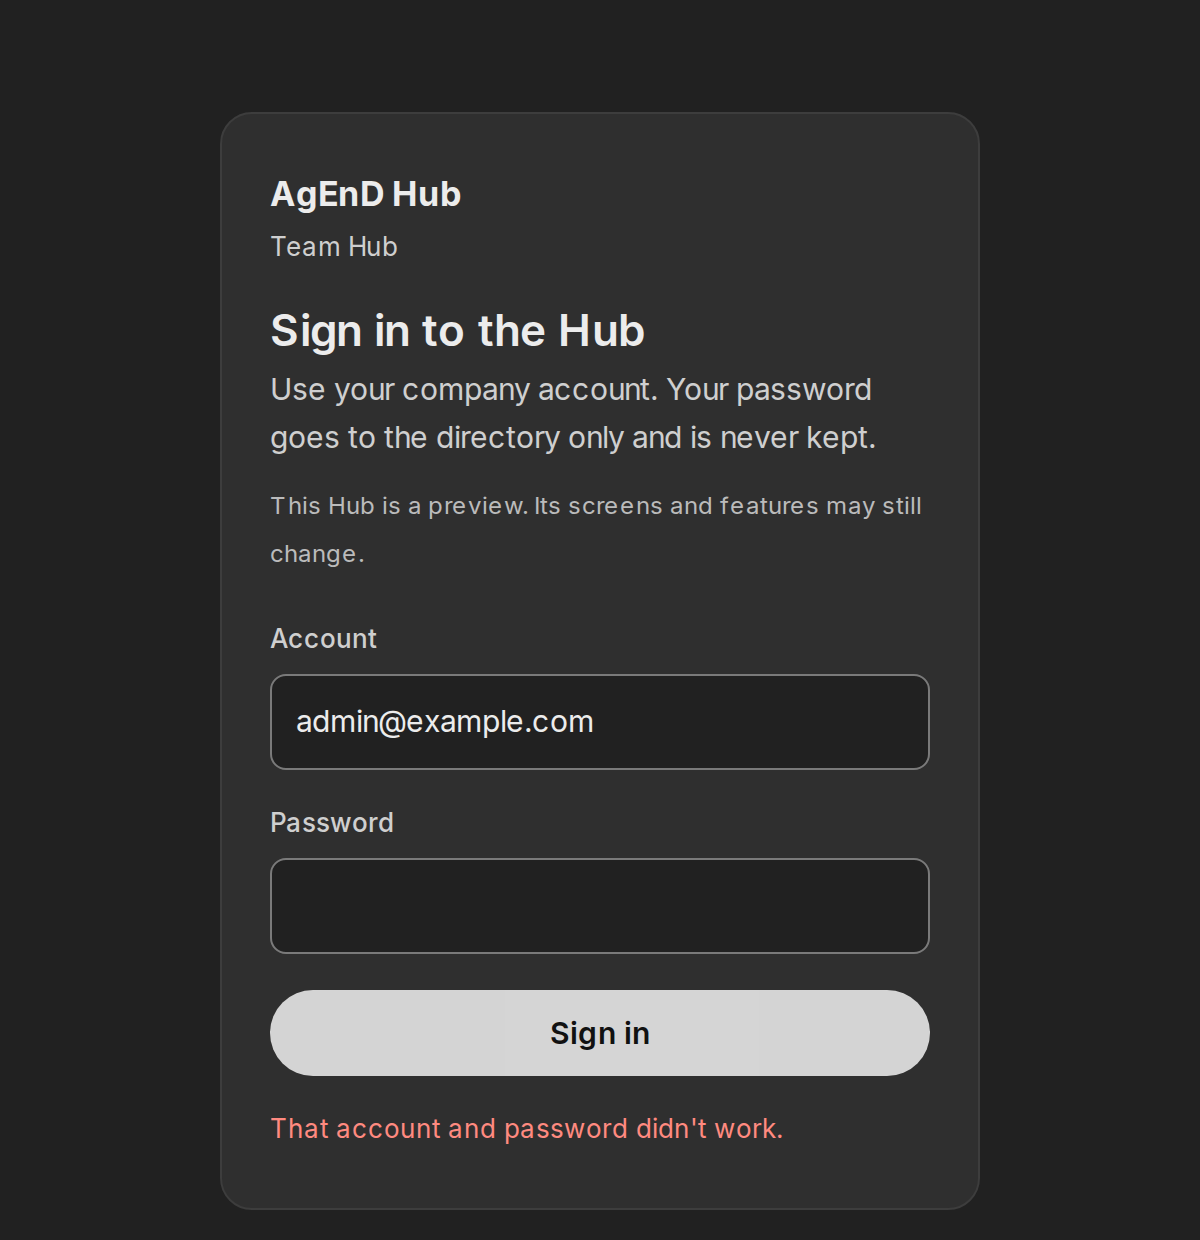 AgEnD Hub
Team Hub
Sign in to the Hub
Use your company account. Your password
goes to the directory only and is never kept.
This Hub is a preview. Its screens and features may still
change.
Account
admin@example.com
Password
Sign in
That account and password didn't work.